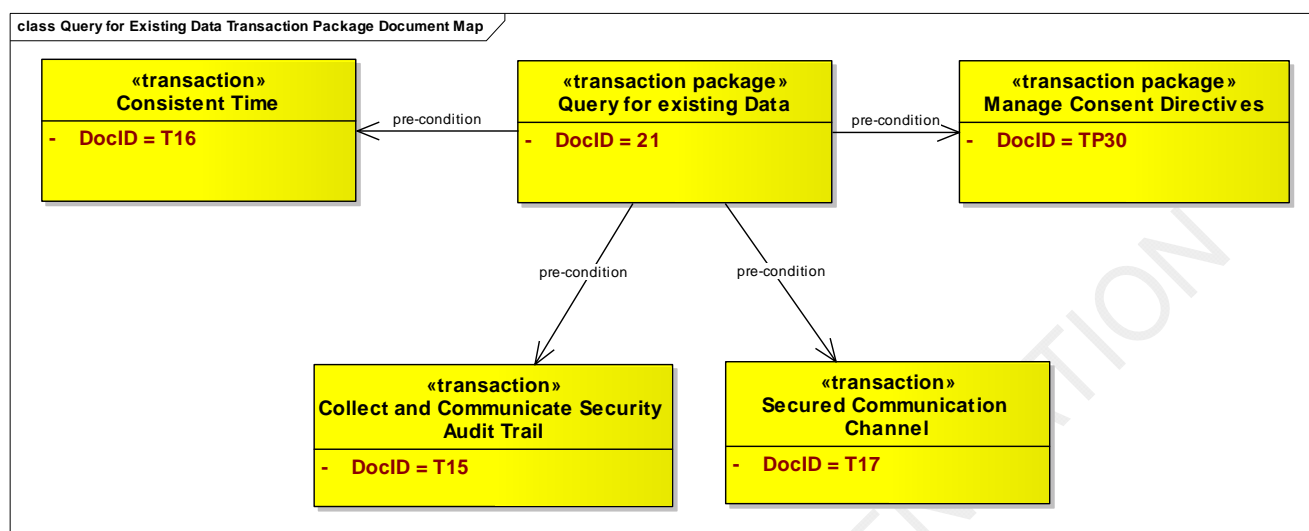 class Query for Existing Data Transaction Package Document Map
«transaction»
Consistent Time
- DocID = T16
pre-condition
«transaction package»
Query for existing Data
- DocID = 21
pre-condition
«transaction package»
Manage Consent Directives
- DocID = TP30
pre-condition
pre-condition
«transaction»
Collect and Communicate Security
Audit Trail
- DocID = T15
«transaction»
Secured Communication
Channel
- DocID = T17